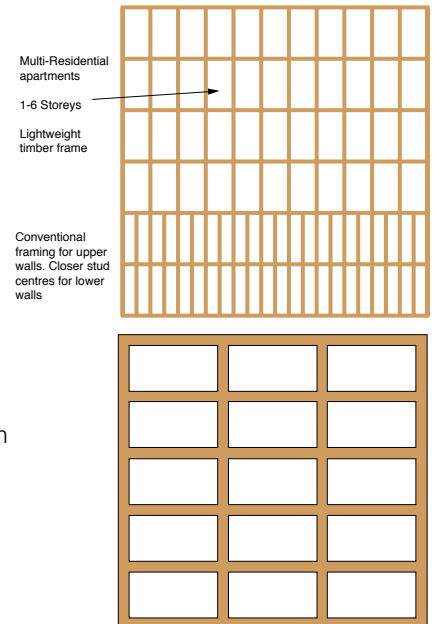 Multi-Residential
apartments
1-6 Storeys
Lightweight
timber frame
Conventional
framing for upper
walls. Closer stud
centres for lower
walls